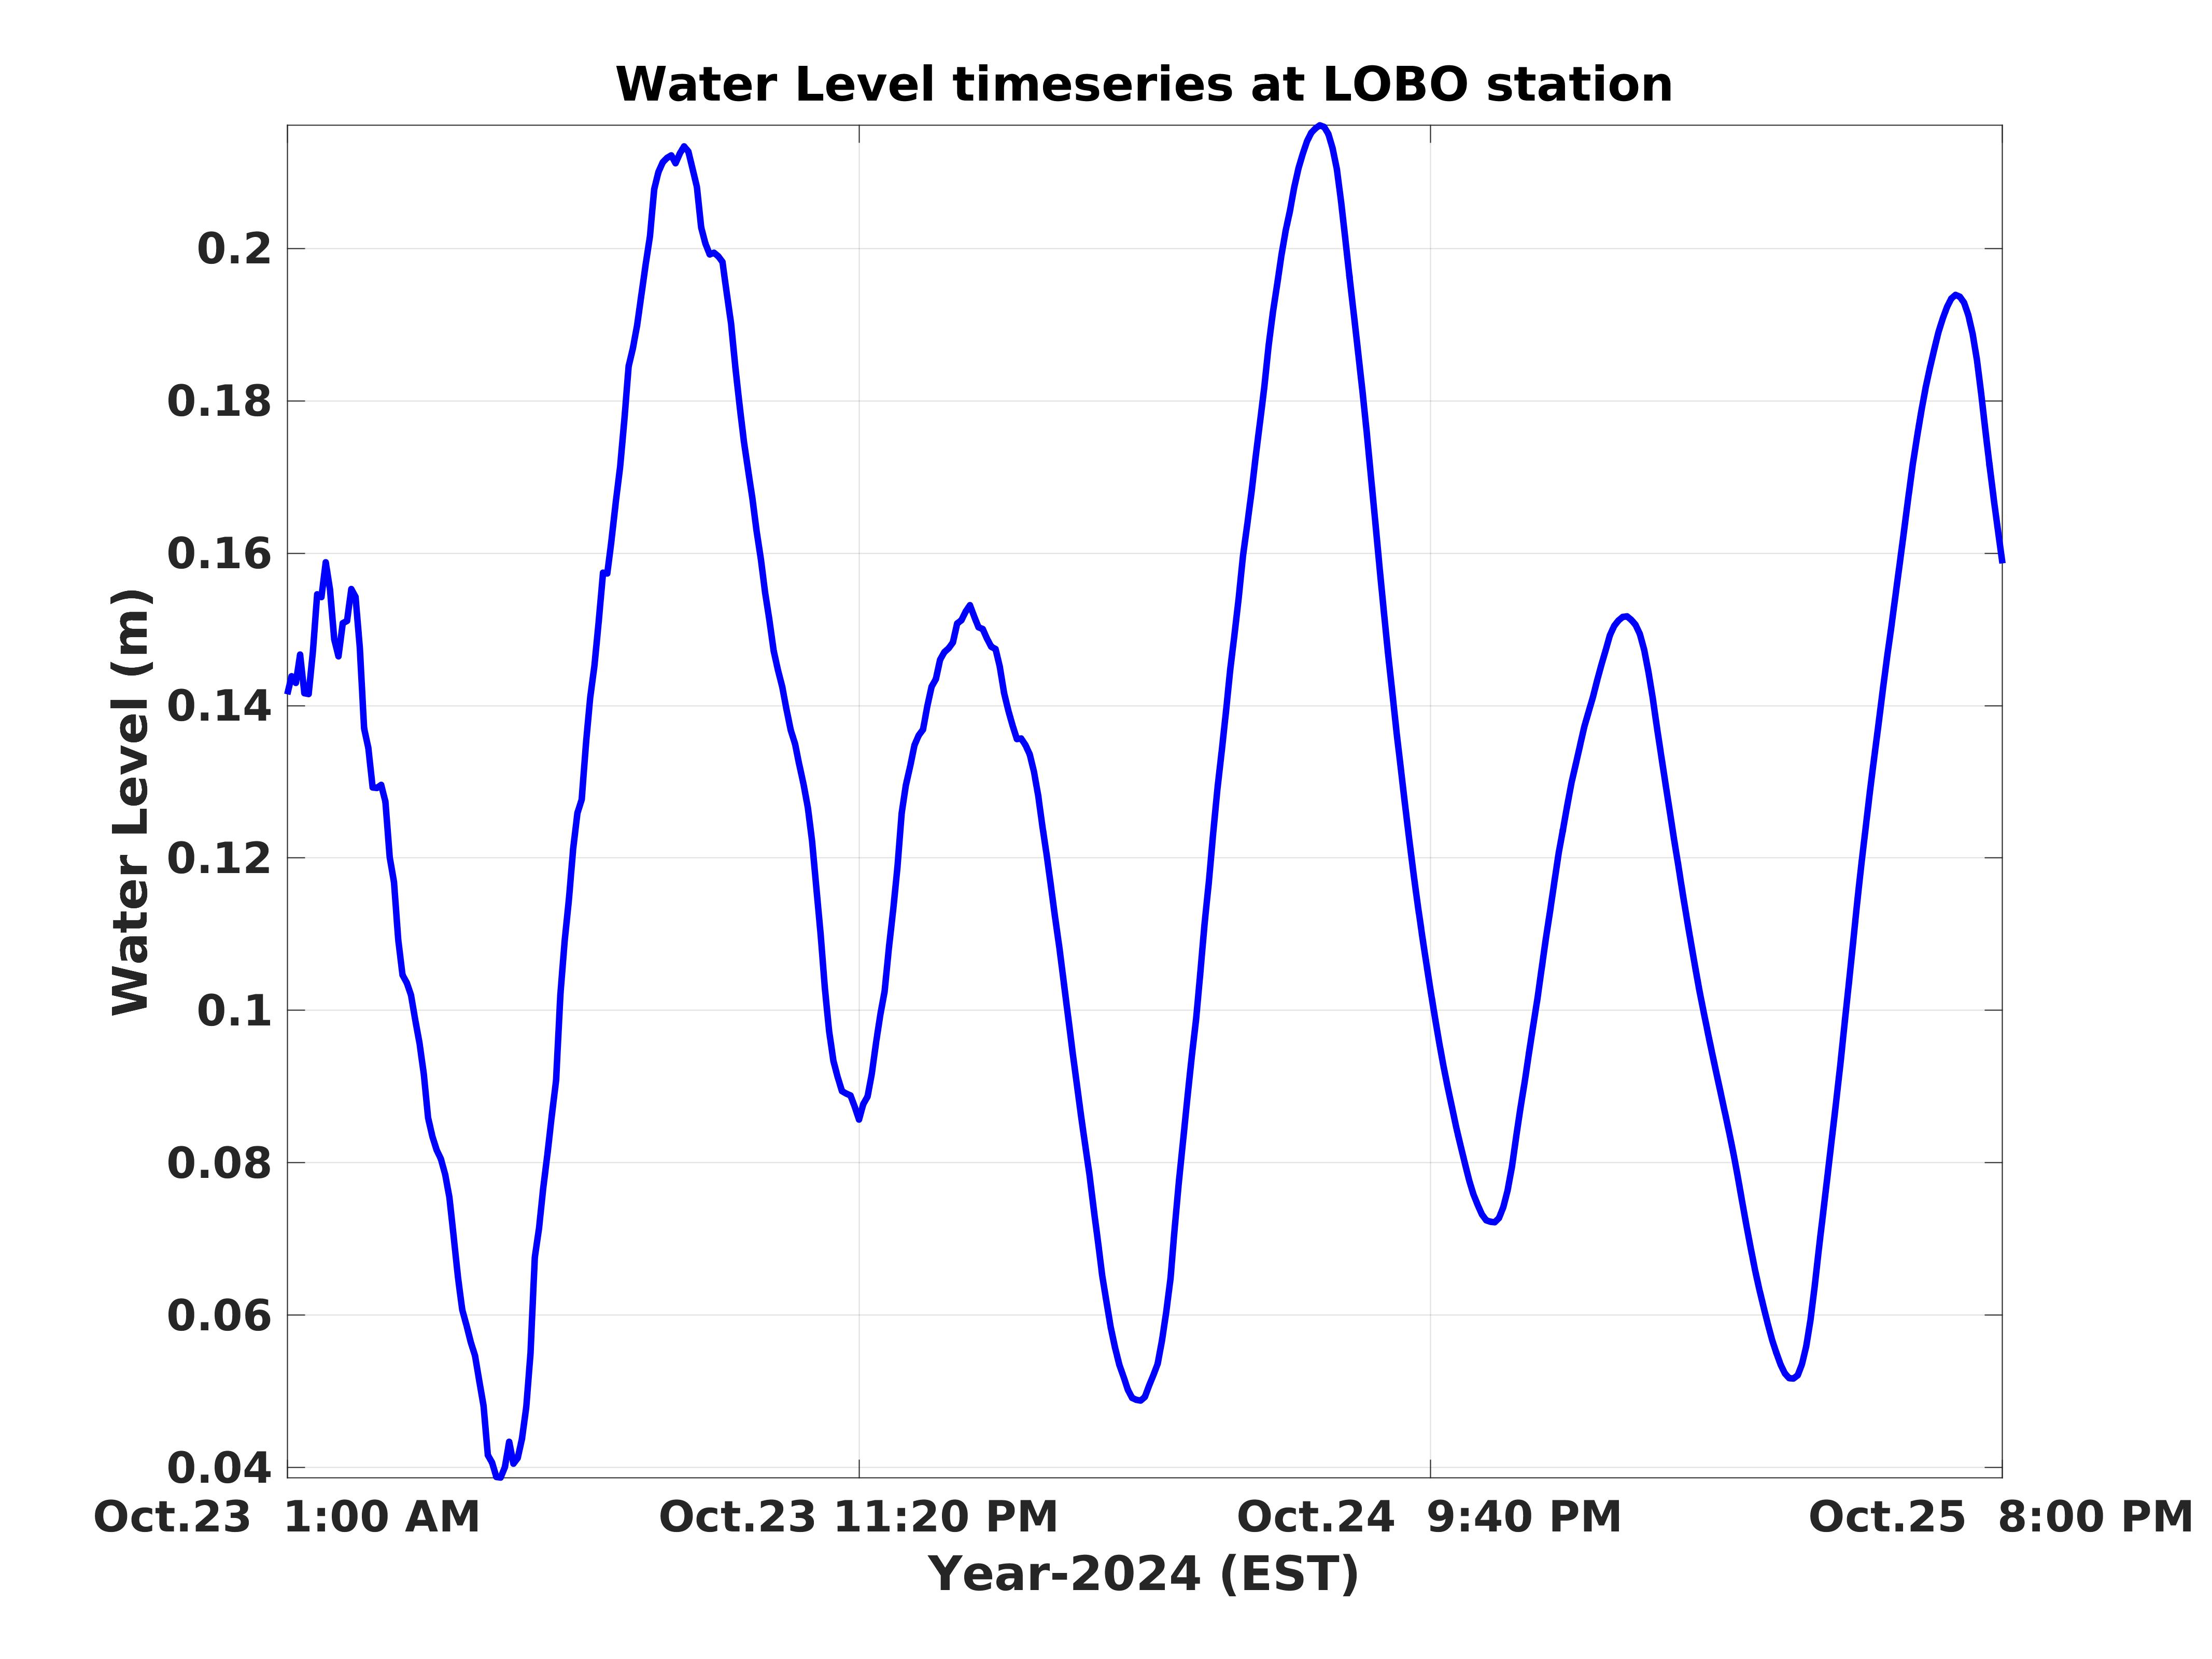 Water Level timeseries at LOBO station
Water Level (m)
0.2
0.18
0.16
0.14
0.12
0.1
0.08
0.06
0.04
Oct.23  1:00 AM
Oct.23 11:20 PM
Oct.24  9:40 PM
Oct.25  8:00 PM
Year-2024 (EST)